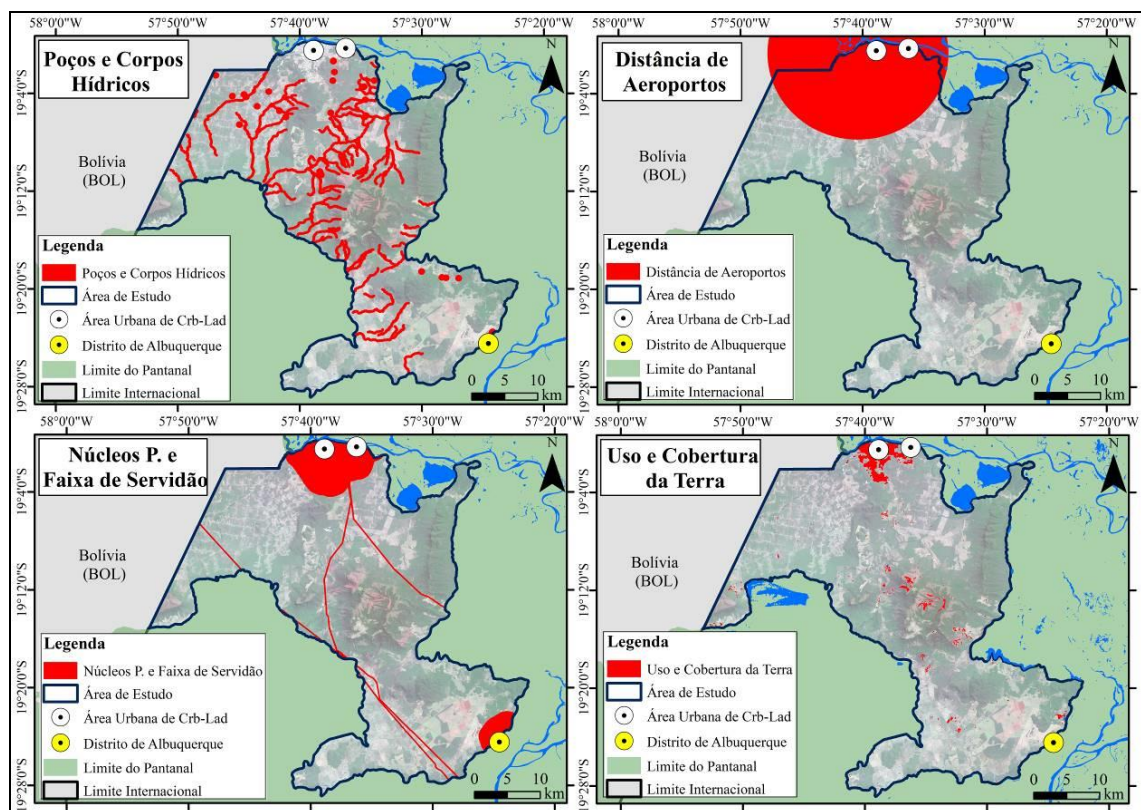 58°0'0"W 57°50'0"W 57°40'0"W 57°30'0"W 57°20'0"W
Poços e Corpos
Hídricos
N
19°4'0"S
19°12'0"S
19°20'0"S
19°28'0"S
Bolívia
(BOL)
Legenda
Poços e Corpos Hídricos
Área de Estudo
Área Urbana de Crb-Lad
Distrito de Albuquerque
Limite do Pantanal
Limite Internacional
0 5 10
km
58°0'0"W 57°50'0"W 57°40'0"W 57°30'0"W 57°20'0"W
Distância de
Aeroportos
N
19°4'0"S
19°12'0"S
19°20'0"S
19°28'0"S
Bolívia
(BOL)
Legenda
Distância de Aeroportos
Área de Estudo
Área Urbana de Crb-Lad
Distrito de Albuquerque
Limite do Pantanal
Limite Internacional
0 5 10
km
58°0'0"W 57°50'0"W 57°40'0"W 57°30'0"W 57°20'0"W
Núcleos P. e
Faixa de Servidão
N
19°4'0"S
19°12'0"S
19°20'0"S
19°28'0"S
Bolívia
(BOL)
Legenda
Núcleos P. e Faixa de Servidão
Área de Estudo
Área Urbana de Crb-Lad
Distrito de Albuquerque
Limite do Pantanal
Limite Internacional
0 5 10
km
58°0'0"W 57°50'0"W 57°40'0"W 57°30'0"W 57°20'0"W
Uso e Cobertura
da Terra
N
19°4'0"S
19°12'0"S
19°20'0"S
19°28'0"S
Bolívia
(BOL)
Legenda
Uso e Cobertura da Terra
Área de Estudo
Área Urbana de Crb-Lad
Distrito de Albuquerque
Limite do Pantanal
Limite Internacional
0 5 10
km